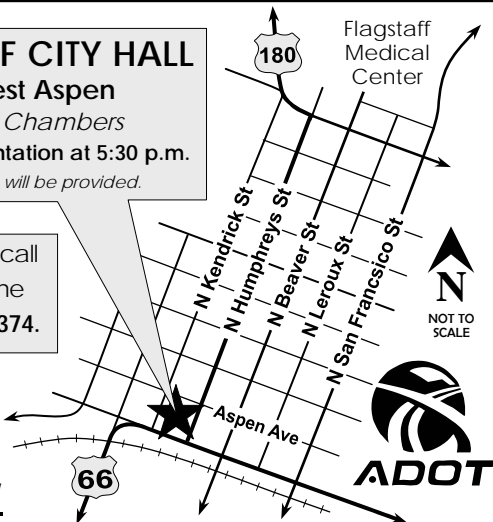 F CITY HALL
est Aspen
Chambers
ntation at 5:30 p.m.
will be provided.
call
ne
374.
180
Flagstaff
Medical
Center
N Kendrick St
N Humphreys St
N Beaver St
N Leroux St
N San Francsico St
N
NOT TO
SCALE
Aspen Ave
66
ADOT